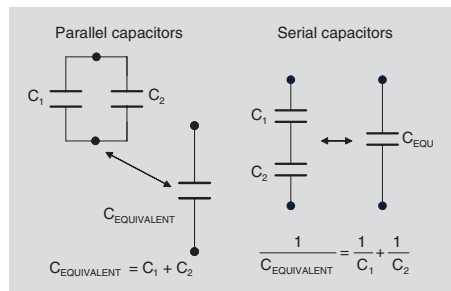 Parallel capacitors
C1
C2
CEQUIVALENT
CEQUIVALENT = C1 + C2
Serial capacitors
C1
C2
CEQU
1/CEQUIVALENT = 1/C1 + 1/C2